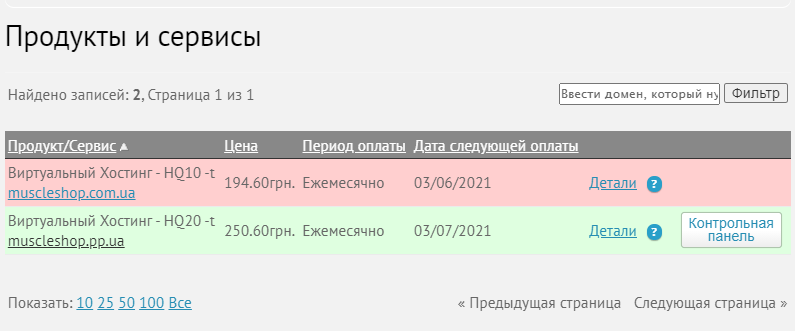 Продукты и сервисы
Найдено записей: 2, Страница 1 из 1
Ввести домен, который ну
Фильтр
Продукт/Сервис Цена Период оплаты Дата следующей оплаты
Виртуальный Хостинг - HQ10 -t
muscleshop.com.ua
194.60грн. Ежемесячно 03/06/2021 Детали ?
Виртуальный Хостинг - HQ20 -t
muscleshop.pp.ua
250.60грн. Ежемесячно 03/07/2021 Детали ?
Контрольная
панель
Показать: 10 25 50 100 Все
« Предыдущая страница Следующая страница »